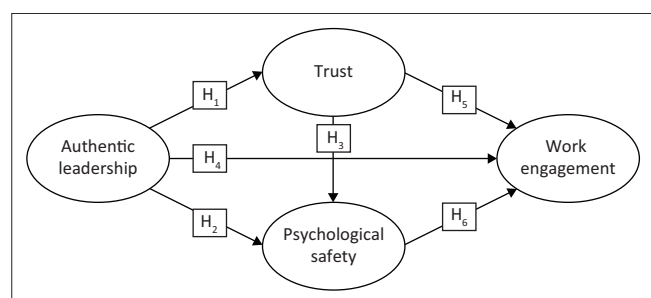 Trust
H1
H5
H3
Authentic
leadership
H4
Work
engagement
H2
H6
Psychological
safety